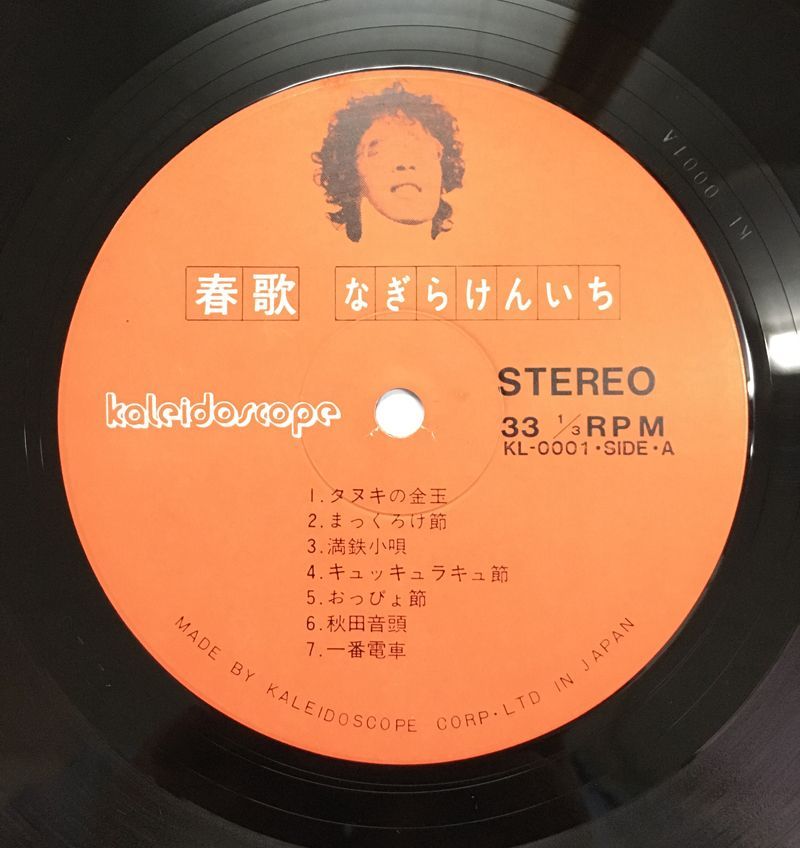 春歌 なぎらけんいち
kaleidoscope
STEREO
33 1/3 RPM
KL-0001・SIDE・A
1.タヌキの金玉
2.まっくろけ節
3.満鉄小唄
4.キュッキュラキュ節
5.おっぴょ節
6.秋田音頭
7.一番電車
MADE BY KALEIDOSCOPE CORP・LTD IN JAPAN
KL 0001A